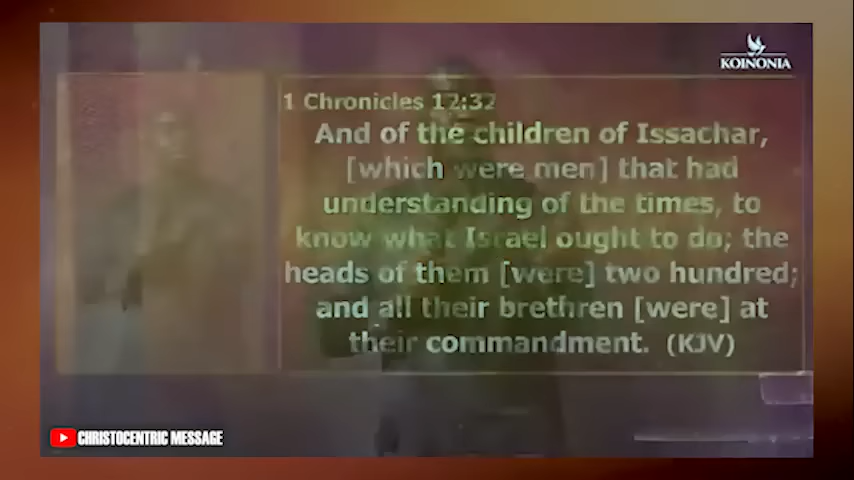 KOINONIA
1 Chronicles 12:32
And of the children of Issachar,
[which were men] that had
understanding of the times, to
know what Israel ought to do; the
heads of them [were] two hundred;
and all their brethren [were] at
their commandment. (KJV)
CHRISTOCENTRIC MESSAGE